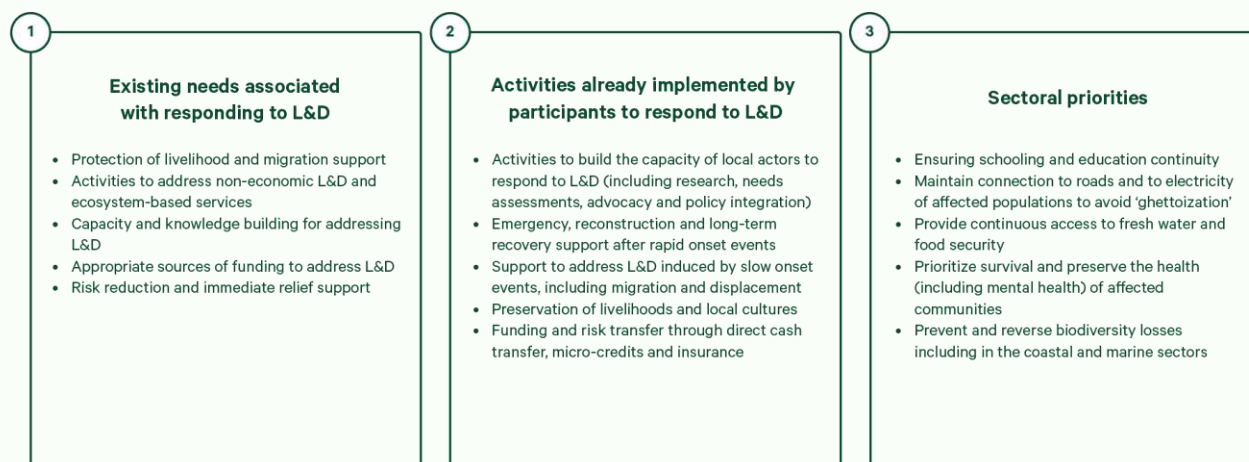 1
Existing needs associated
with responding to L&D
• Protection of livelihood and migration support
• Activities to address non-economic L&D and
ecosystem-based services
• Capacity and knowledge building for addressing
L&D
• Appropriate sources of funding to address L&D
• Risk reduction and immediate relief support
2
Activities already implemented by
participants to respond to L&D
• Activities to build the capacity of local actors to
respond to L&D (including research, needs
assessments, advocacy and policy integration)
• Emergency, reconstruction and long-term
recovery support after rapid onset events
• Support to address L&D induced by slow onset
events, including migration and displacement
• Preservation of livelihoods and local cultures
• Funding and risk transfer through direct cash
transfer, micro-credits and insurance
3
Sectoral priorities
• Ensuring schooling and education continuity
• Maintain connection to roads and to electricity
of affected populations to avoid ‘ghettoization’
• Provide continuous access to fresh water and
food security
• Prioritize survival and preserve the health
(including mental health) of affected
communities
• Prevent and reverse biodiversity losses
including in the coastal and marine sectors